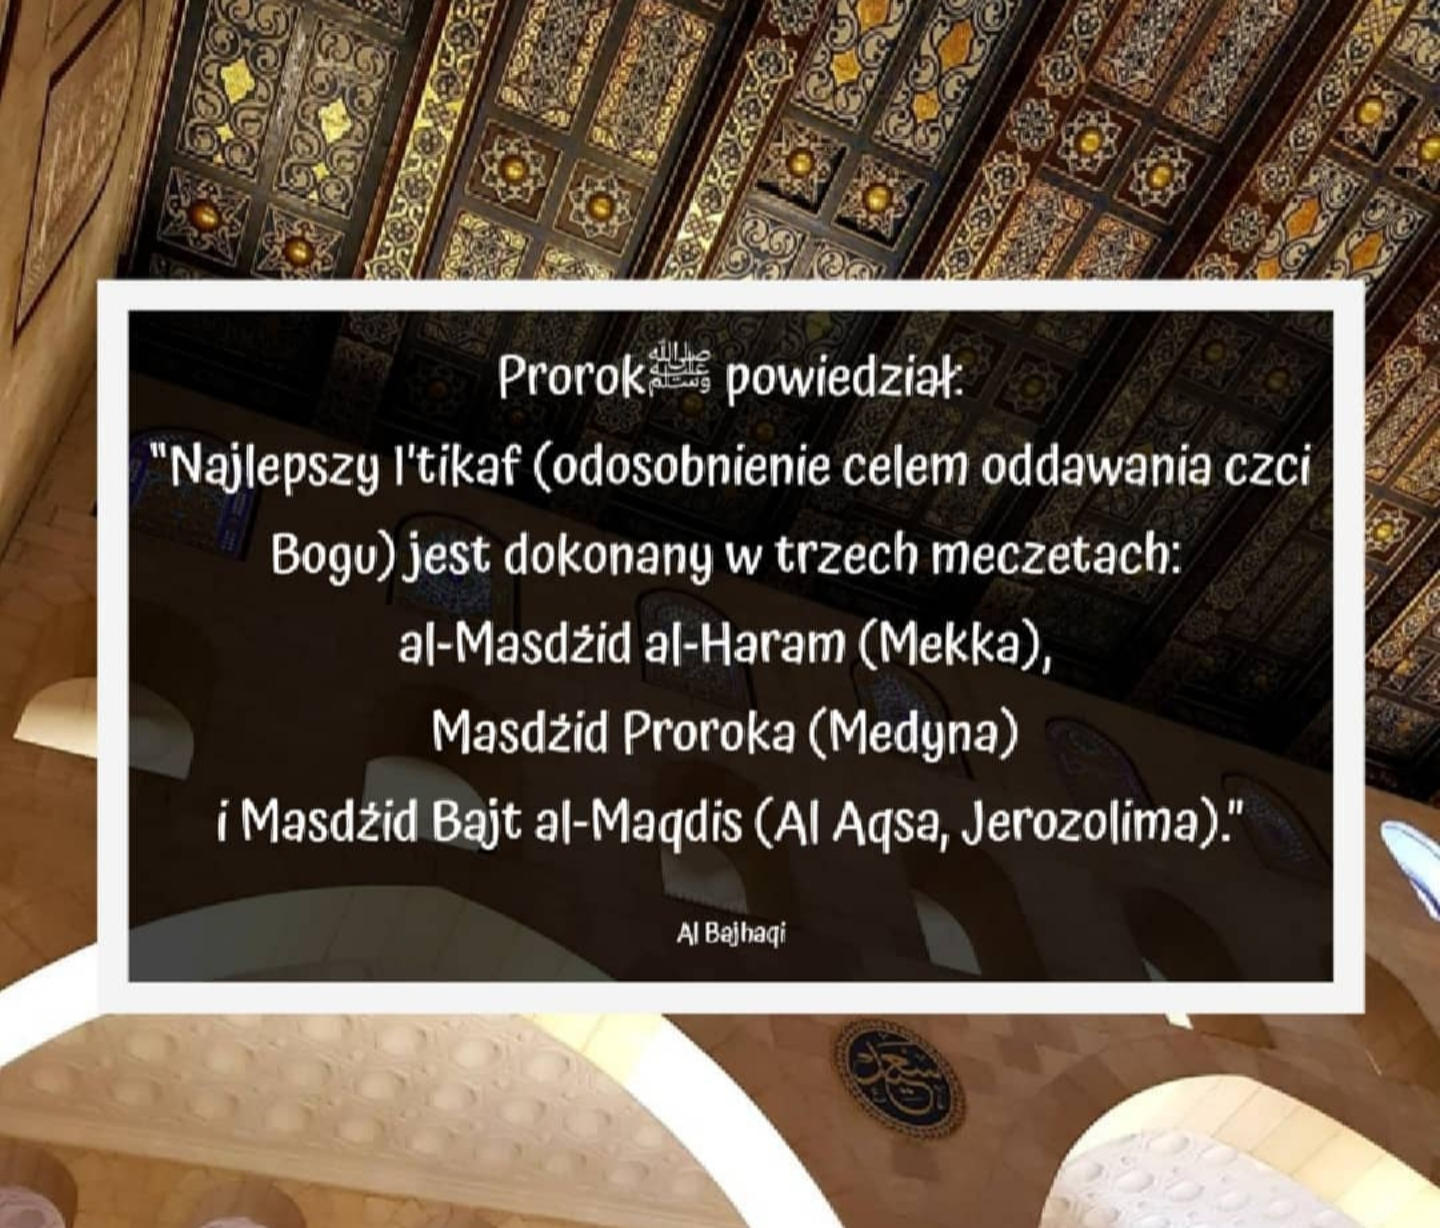 Prorokﷺ powiedział:
"Najlepszy I'tikaf (odosobnienie celem oddawania czci
Bogu) jest dokonany w trzech meczetach:
al-Masdżid al-Haram (Mekka),
Masdżid Proroka (Medyna)
i Masdżid Bajt al-Maqdis (Al Aqsa, Jerozolima)."
Al Bajhaqi